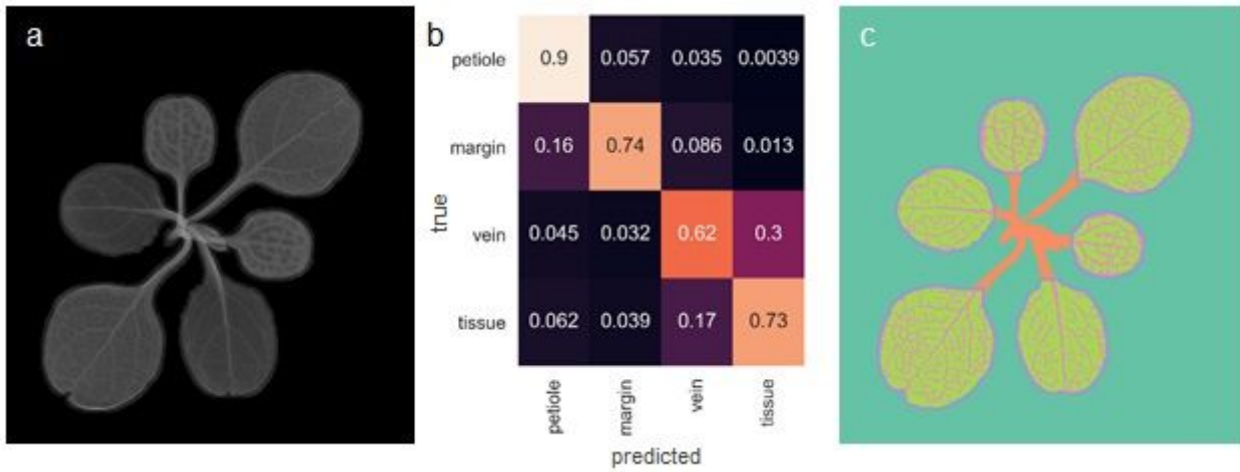 a
b
c
petiole 0.9 0.057 0.035 0.0039
margin 0.16 0.74 0.086 0.013
vein 0.045 0.032 0.62 0.3
tissue 0.062 0.039 0.17 0.73
true
petiole margin vein tissue
predicted